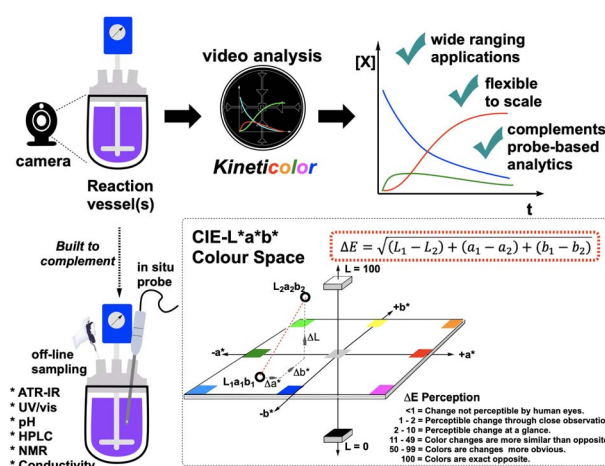 video analysis
Kineticolor
[X]
wide ranging
applications
flexible
to scale
complements
probe-based
analytics
t
camera
Reaction
vessel(s)
Built to
complement
in situ
probe
off-line
sampling
* ATR-IR
* UV/vis
* pH
* HPLC
* NMR
* Conductivity
CIE-L*a*b*
Colour Space
ΔE = √(L₁ − L₂) + (a₁ − a₂) + (b₁ − b₂)
L = 100
L₂a₂b₂
+b*
-a*
ΔL
+a*
L₁a₁b₁
Δa*
Δb*
-b*
L = 0
ΔE Perception
<1 = Change not perceptible by human eyes.
1 - 2 = Perceptible change through close observatio
2 - 10 = Perceptible change at a glance.
11 - 49 = Color changes are more similar than opposite
50 - 99 = Colors are changes more obvious.
100 = Colors are exact opposite.